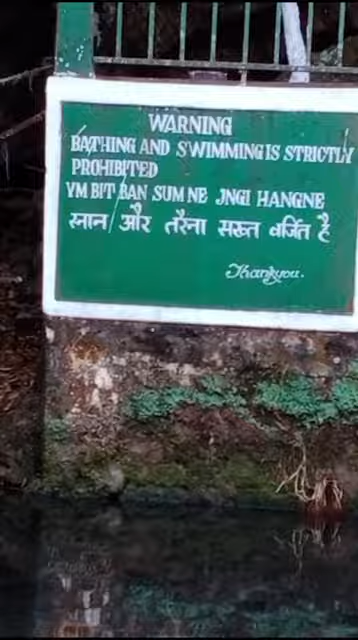 WARNING
BATHING AND SWIMMING IS STRICTLY
PROHIBITED
YM BIT BAN SUM NE JNGI HANGNE
स्नान और तैरना सख्त वर्जित है
Thankyou.